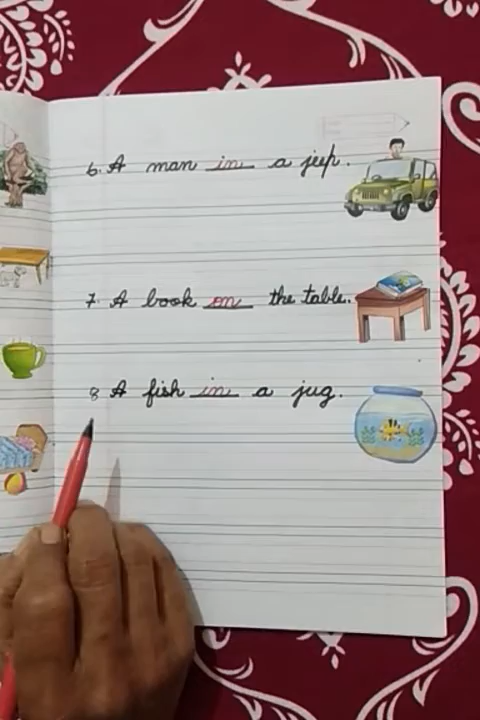 6. A man in a jeep.
7. A book on the table.
8 A fish in a jug.